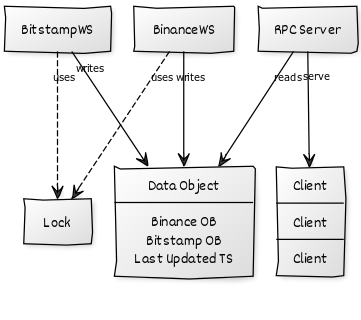 BitstampWS
BinanceWS
RPC Server
uses
writes
uses
writes
reads
serve
Lock
Data Object
Binance OB
Bitstamp OB
Last Updated TS
Client
Client
Client